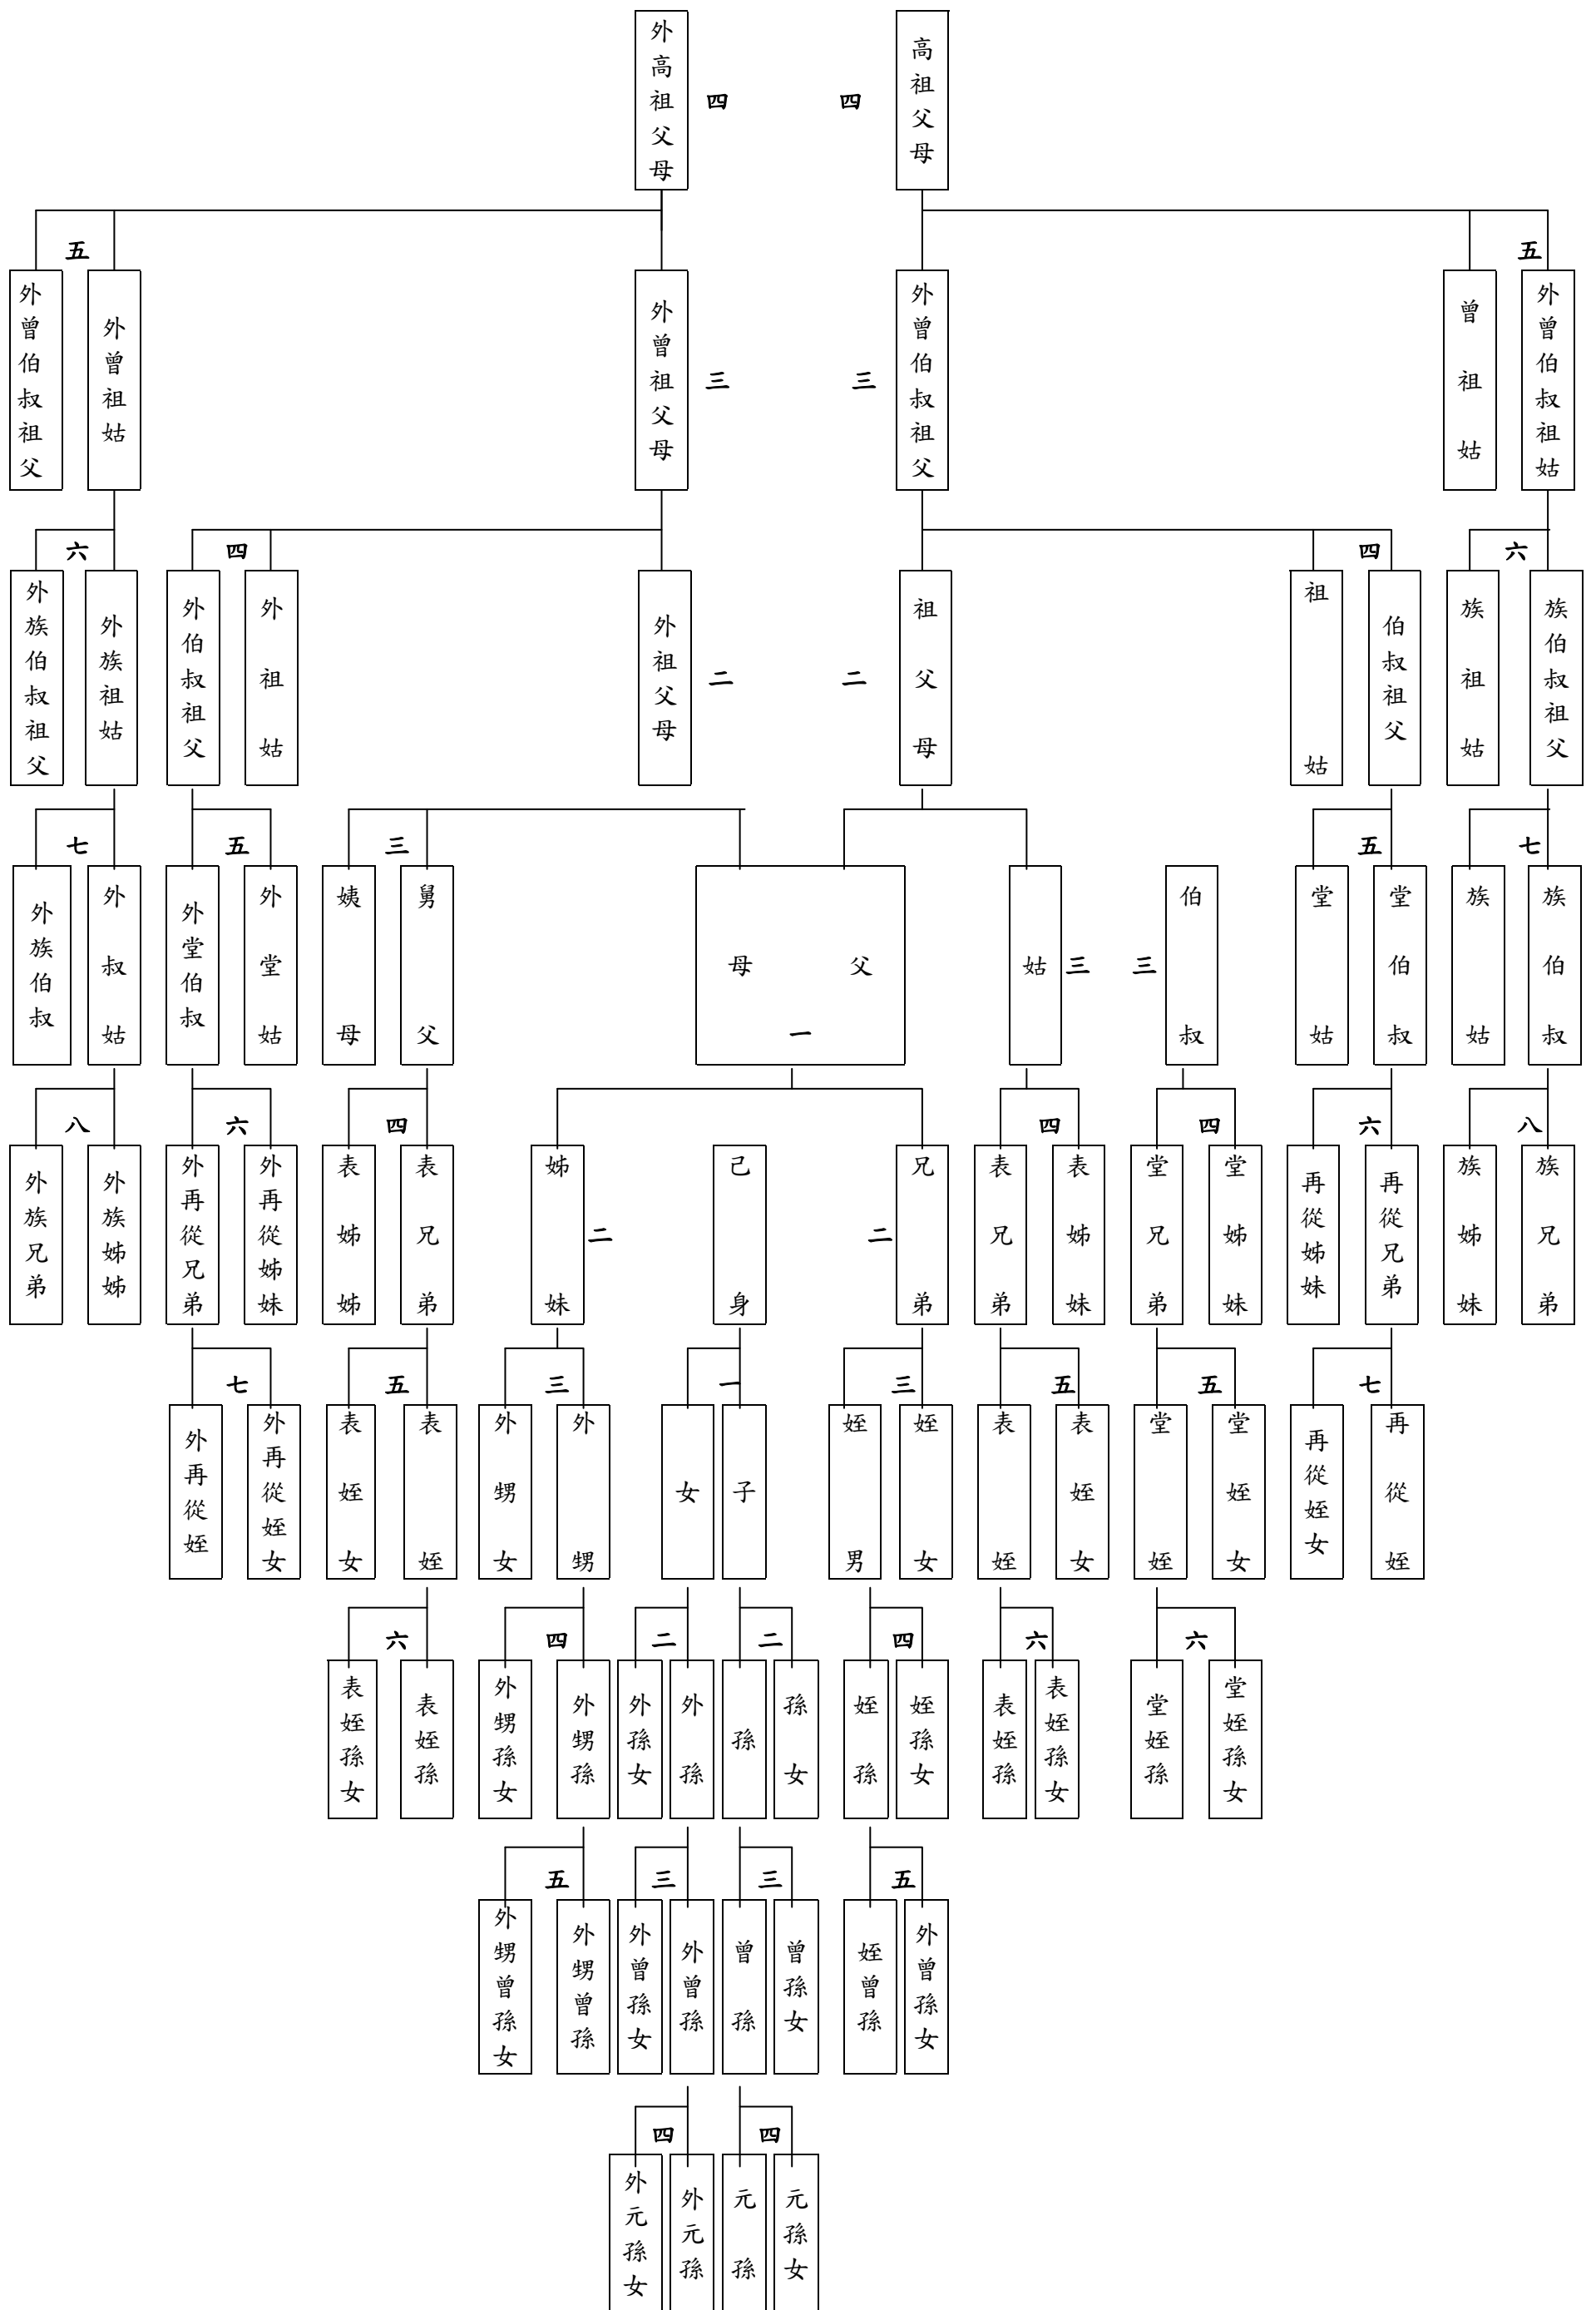 外高祖父母
四
四
高祖父母
五
五
外曾伯叔祖父
外曾祖姑
外曾祖父母
三
三
外曾伯叔祖父
曾祖姑
外曾伯叔祖姑
六
四
四
六
外族伯叔祖父
外族祖姑
外伯叔祖父
外祖姑
外祖父母
二
二
祖父母
祖姑
伯叔祖父
族祖姑
族伯叔祖父
七
五
三
五
七
外族伯叔
外叔姑
外堂伯叔
外堂姑
姨母
舅父
母
父
一
姑
三
三
伯叔
堂姑
堂伯叔
族姑
族伯叔
八
六
四
四
四
六
八
外族兄弟
外族姊姊
外再從兄弟
外再從姊妹
表姊姊
表兄弟
姊妹
二
己身
二
兄弟
表兄弟
表姊妹
堂兄弟
堂姊妹
再從姊妹
再從兄弟
族姊妹
族兄弟
七
五
三
一
三
五
五
七
外再從姪
外再從姪女
表姪女
表姪
外甥女
外甥
女
子
姪男
姪女
表姪
表姪女
堂姪
堂姪女
再從姪女
再從姪
六
四
二
二
四
六
六
表姪孫女
表姪孫
外甥孫女
外甥孫
外孫女
外孫
孫
孫女
姪孫
姪孫女
表姪孫
表姪孫女
堂姪孫
堂姪孫女
五
三
三
五
外甥曾孫女
外甥曾孫
外曾孫女
外曾孫
曾孫
曾孫女
姪曾孫
外曾孫女
四
四
外元孫女
外元孫
元孫
元孫女